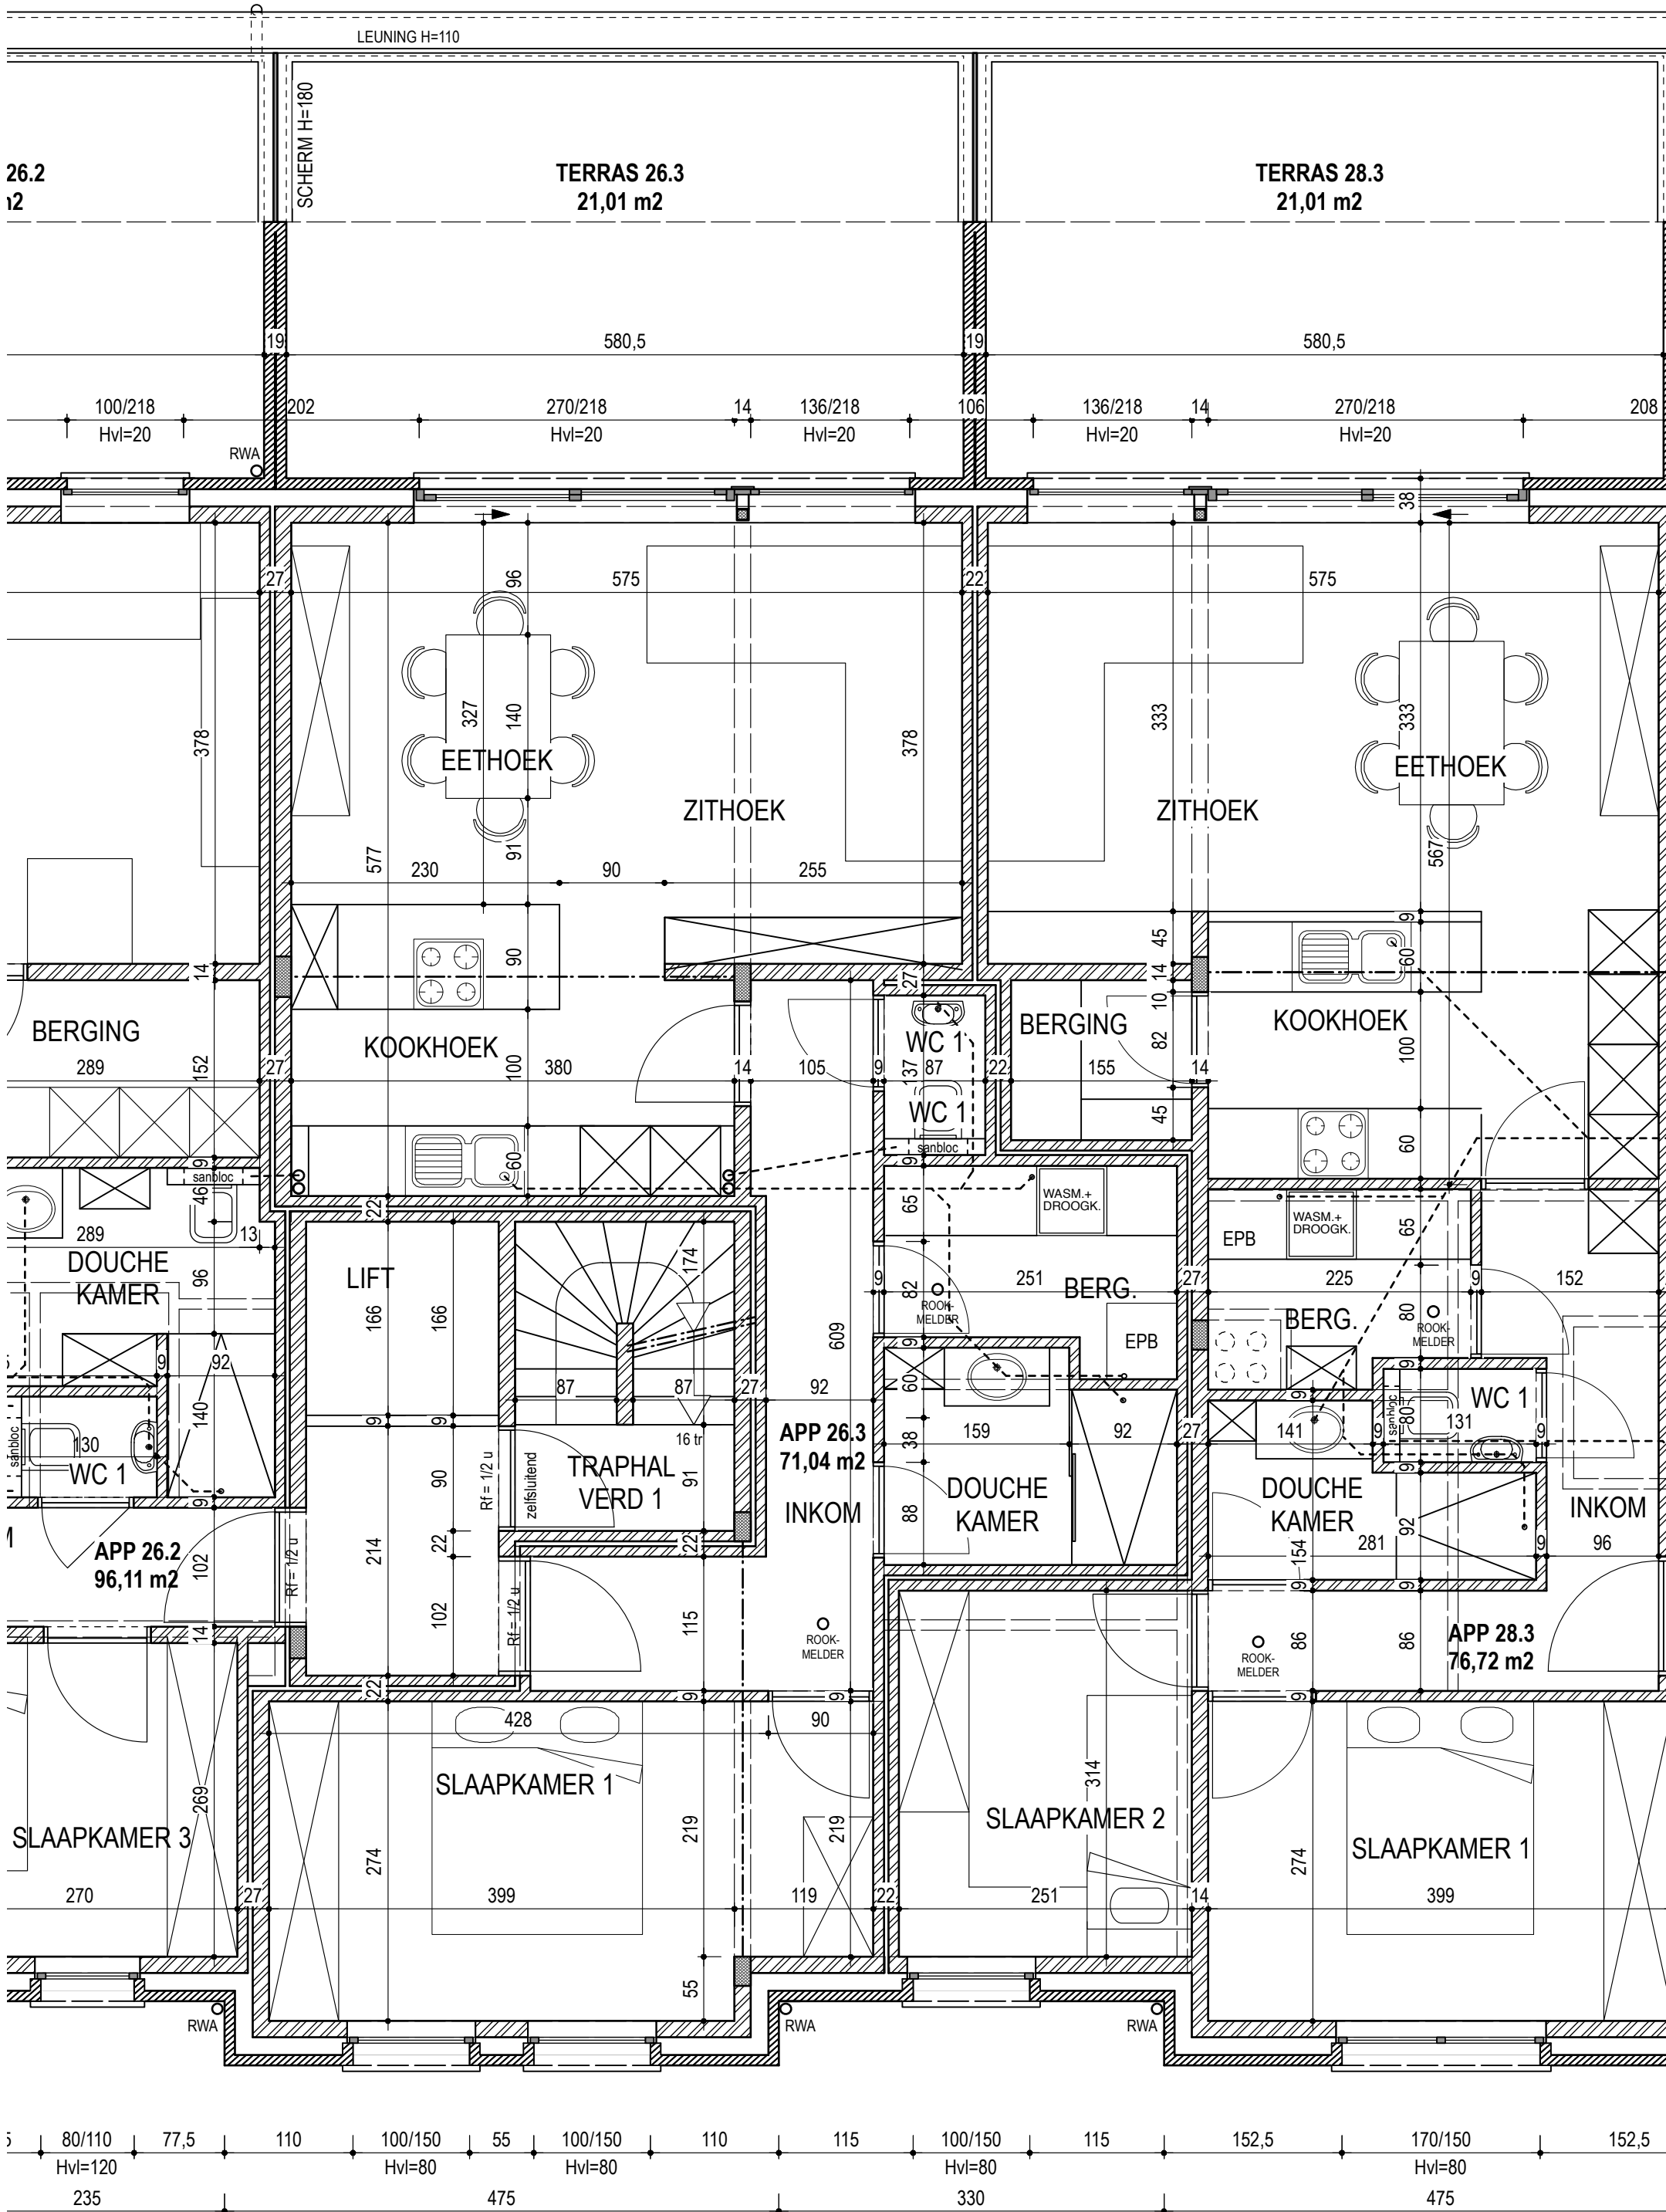 LEUNING H=110
SCHERM H=180
26.2
TERRAS 26.3
21,01 m2
TERRAS 28.3
21,01 m2
19
580,5
19
580,5
100/218
Hvl=20
202
270/218
Hvl=20
14
136/218
Hvl=20
106
136/218
Hvl=20
14
270/218
Hvl=20
208
RWA
38
27
96
575
22
575
378
327
140
378
333
333
EETHOEK
EETHOEK
ZITHOEK
ZITHOEK
577
91
567
230
90
255
14
90
27
45
14
10
9
60
BERGING
KOOKHOEK
WC 1
BERGING
KOOKHOEK
289
152
27
100
380
14
105
9
137
87
22
155
82
14
100
WC 1
45
sanbloc
9
46
sanbloc
60
9
60
22
65
WASM.+
DROOGK.
WASM.+
DROOGK.
65
EPB
289
13
DOUCHE
KAMER
96
LIFT
174
9
82
251
BERG.
27
225
9
152
ROOK-
MELDER
BERG.
80
ROOK-
MELDER
166
166
609
9
EPB
9
92
87
87
27
92
60
9
9
WC 1
140
9
9
16 tr
APP 26.3
71,04 m2
38
159
92
27
141
9
sanbloc
80
131
9
sanbloc
130
WC 1
90
Rf = 1/2 u
zelfsluitend
TRAPHAL
VERD 1
91
DOUCHE
KAMER
88
DOUCHE
KAMER
9
92
INKOM
INKOM
9
APP 26.2
96,11 m2
102
Rf = 1/2 u
214
22
22
154
281
9
96
14
102
Rf = 1/2 u
115
ROOK-
MELDER
9
9
86
ROOK-
MELDER
86
APP 28.3
76,72 m2
22
9
9
9
428
90
SLAAPKAMER 1
314
269
SLAAPKAMER 3
274
219
219
SLAAPKAMER 2
274
SLAAPKAMER 1
270
27
399
119
22
251
14
399
55
RWA
RWA
RWA
80/110
Hvl=120
77,5
110
100/150
Hvl=80
55
100/150
Hvl=80
110
115
100/150
Hvl=80
115
152,5
170/150
Hvl=80
152,5
235
475
330
475